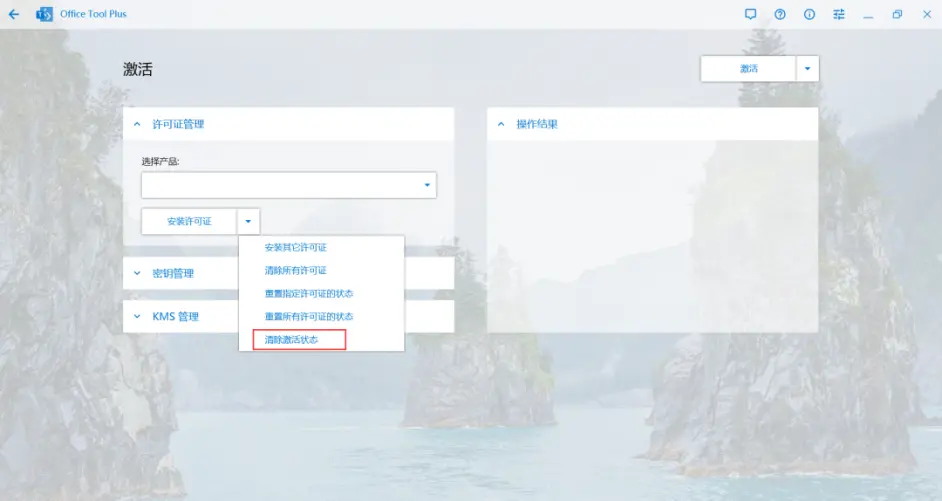 Office Tool Plus
激活
激活
许可证管理
操作结果
选择产品:
安装许可证
安装其它许可证
清除所有许可证
密钥管理
重置指定许可证的状态
重置所有许可证的状态
KMS 管理
清除激活状态